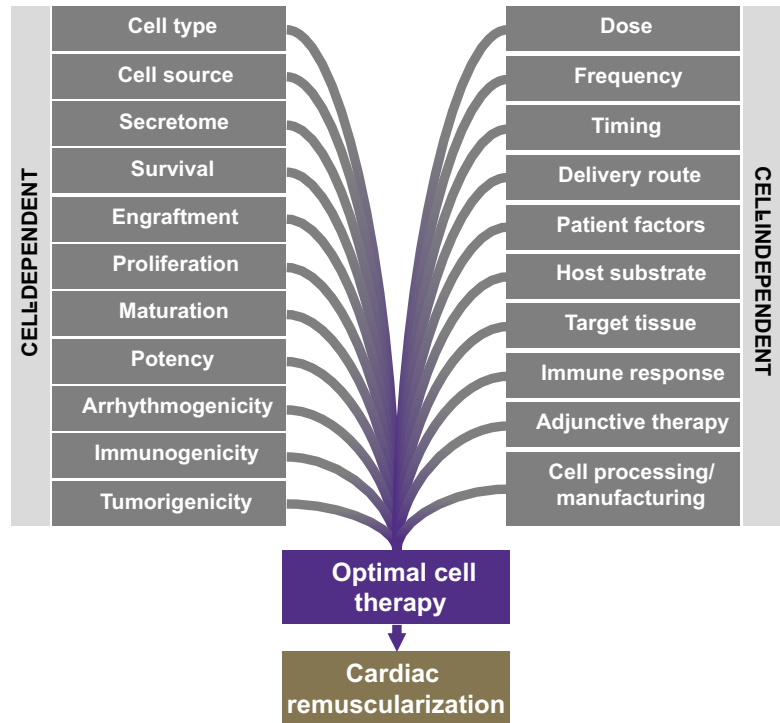 CELL-DEPENDENT
Cell type
Cell source
Secretome
Survival
Engraftment
Proliferation
Maturation
Potency
Arrhythmogenicity
Immunogenicity
Tumorigenicity
Dose
Frequency
Timing
Delivery route
Patient factors
Host substrate
Target tissue
Immune response
Adjunctive therapy
Cell processing/
manufacturing
CELL-INDEPENDENT
Optimal cell
therapy
Cardiac
remuscularization